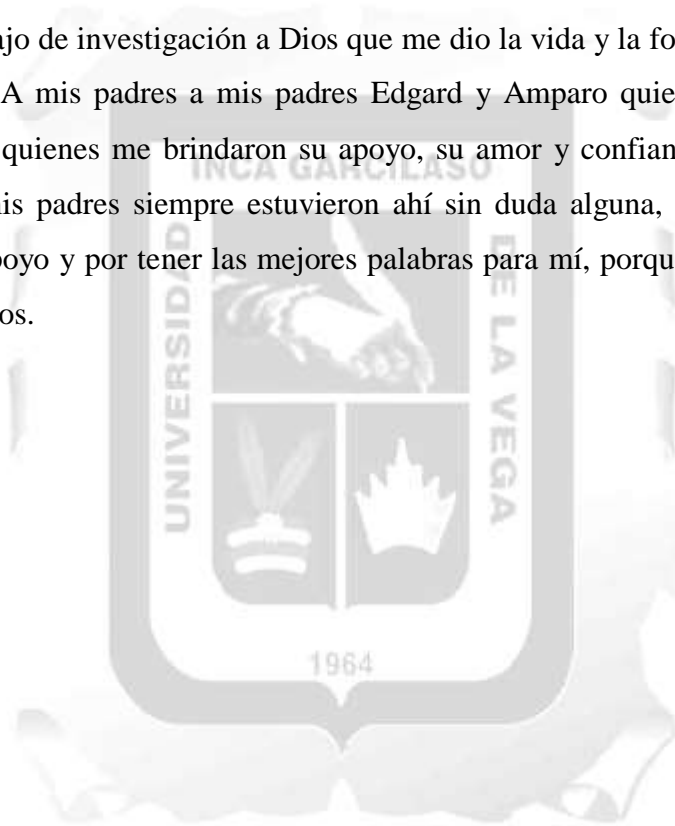 ajo de investigación a Dios que me dio la vida y la fo
A mis padres a mis padres Edgard y Amparo quie
quienes me brindaron su apoyo, su amor y confian
INCA GARCILASO
is padres siempre estuvieron ahí sin duda alguna,
poyo y por tener las mejores palabras para mí, porqu
os.
UNIVERSIDAD
DE LA VEGA
1964